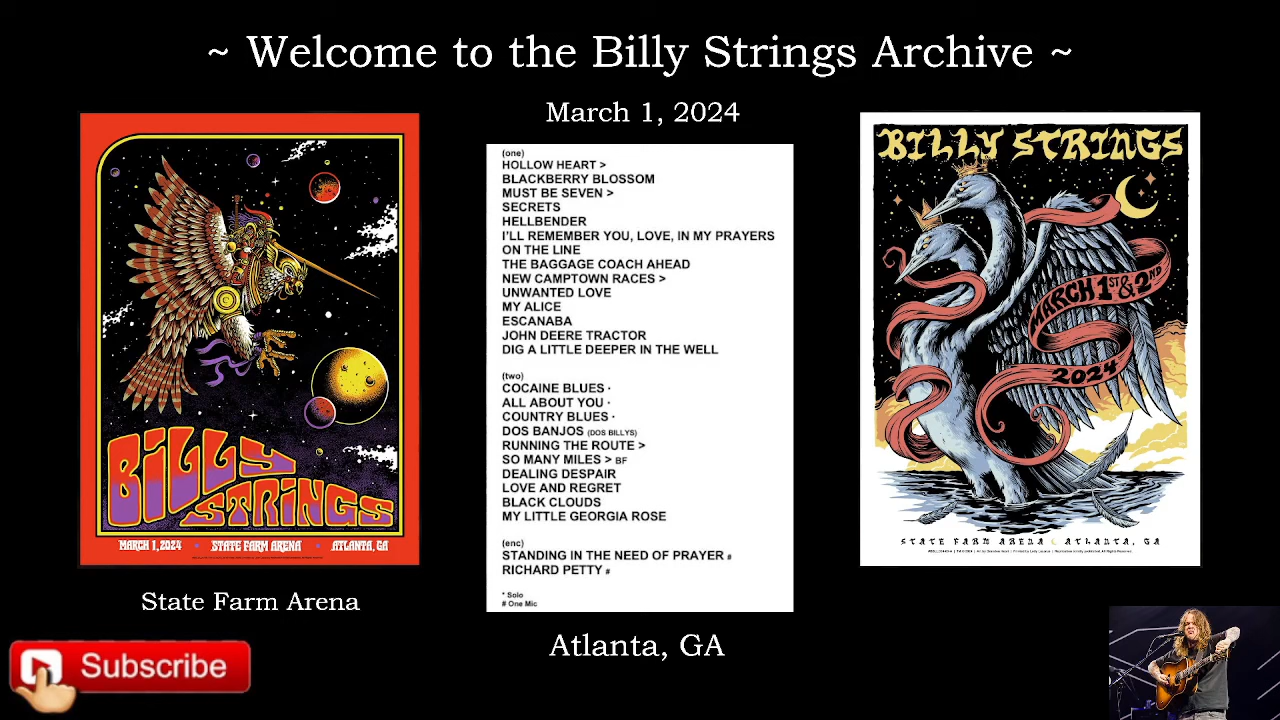 ~ Welcome to the Billy Strings Archive ~
March 1, 2024
BILLY
STRINGS
MARCH 1, 2024 • STATE FARM ARENA • ATLANTA, GA
State Farm Arena
Subscribe
(one)
HOLLOW HEART >
BLACKBERRY BLOSSOM
MUST BE SEVEN >
SECRETS
HELLBENDER
I'LL REMEMBER YOU, LOVE, IN MY PRAYERS
ON THE LINE
THE BAGGAGE COACH AHEAD
NEW CAMPTOWN RACES >
UNWANTED LOVE
MY ALICE
ESCANABA
JOHN DEERE TRACTOR
DIG A LITTLE DEEPER IN THE WELL
(two)
COCAINE BLUES ·
ALL ABOUT YOU ·
COUNTRY BLUES ·
DOS BANJOS (DOS BILLYS)
RUNNING THE ROUTE >
SO MANY MILES > BF
DEALING DESPAIR
LOVE AND REGRET
BLACK CLOUDS
MY LITTLE GEORGIA ROSE
(enc)
STANDING IN THE NEED OF PRAYER #
RICHARD PETTY #
* Solo
# One Mic
Atlanta, GA
BILLY STRINGS
MARCH 1ST & 2ND
2024
STATE FARM ARENA ATLANTA, GA